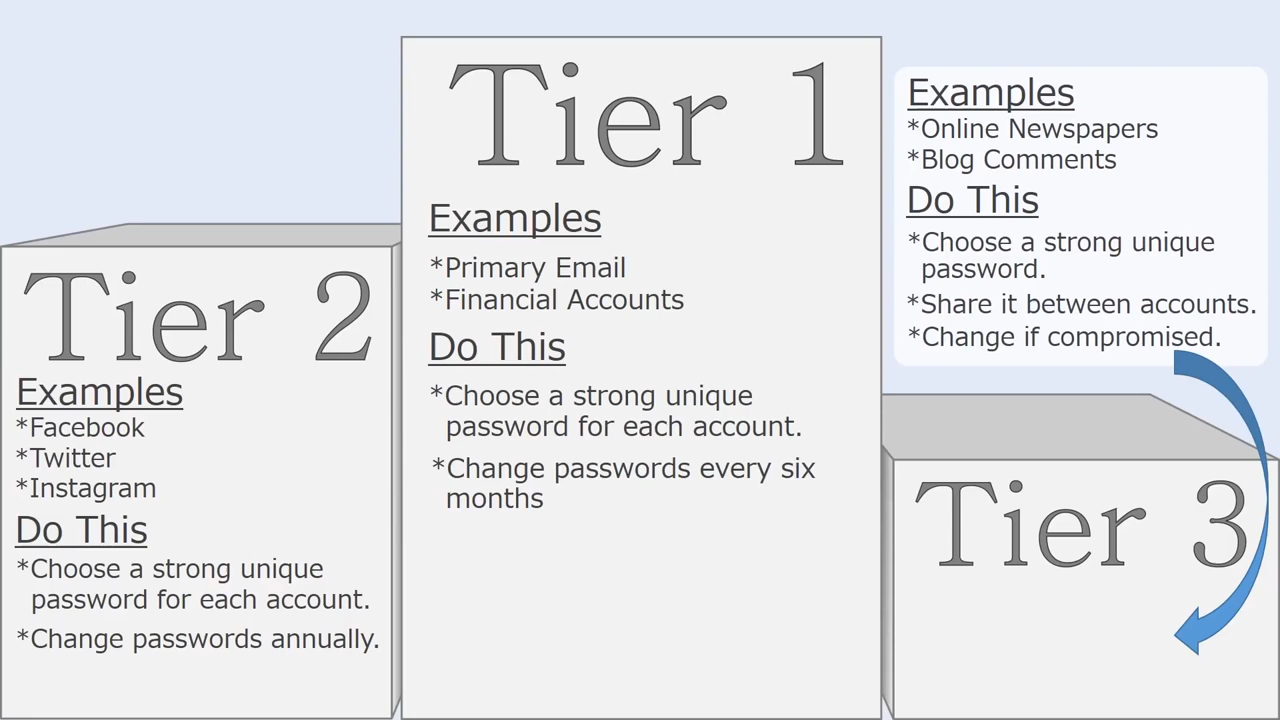 Tier 2
Examples
*Facebook
*Twitter
*Instagram
Do This
*Choose a strong unique
password for each account.
*Change passwords annually.
Tier 1
Examples
*Primary Email
*Financial Accounts
Do This
*Choose a strong unique
password for each account.
*Change passwords every six
months
Examples
*Online Newspapers
*Blog Comments
Do This
*Choose a strong unique
password.
*Share it between accounts.
*Change if compromised.
Tier 3